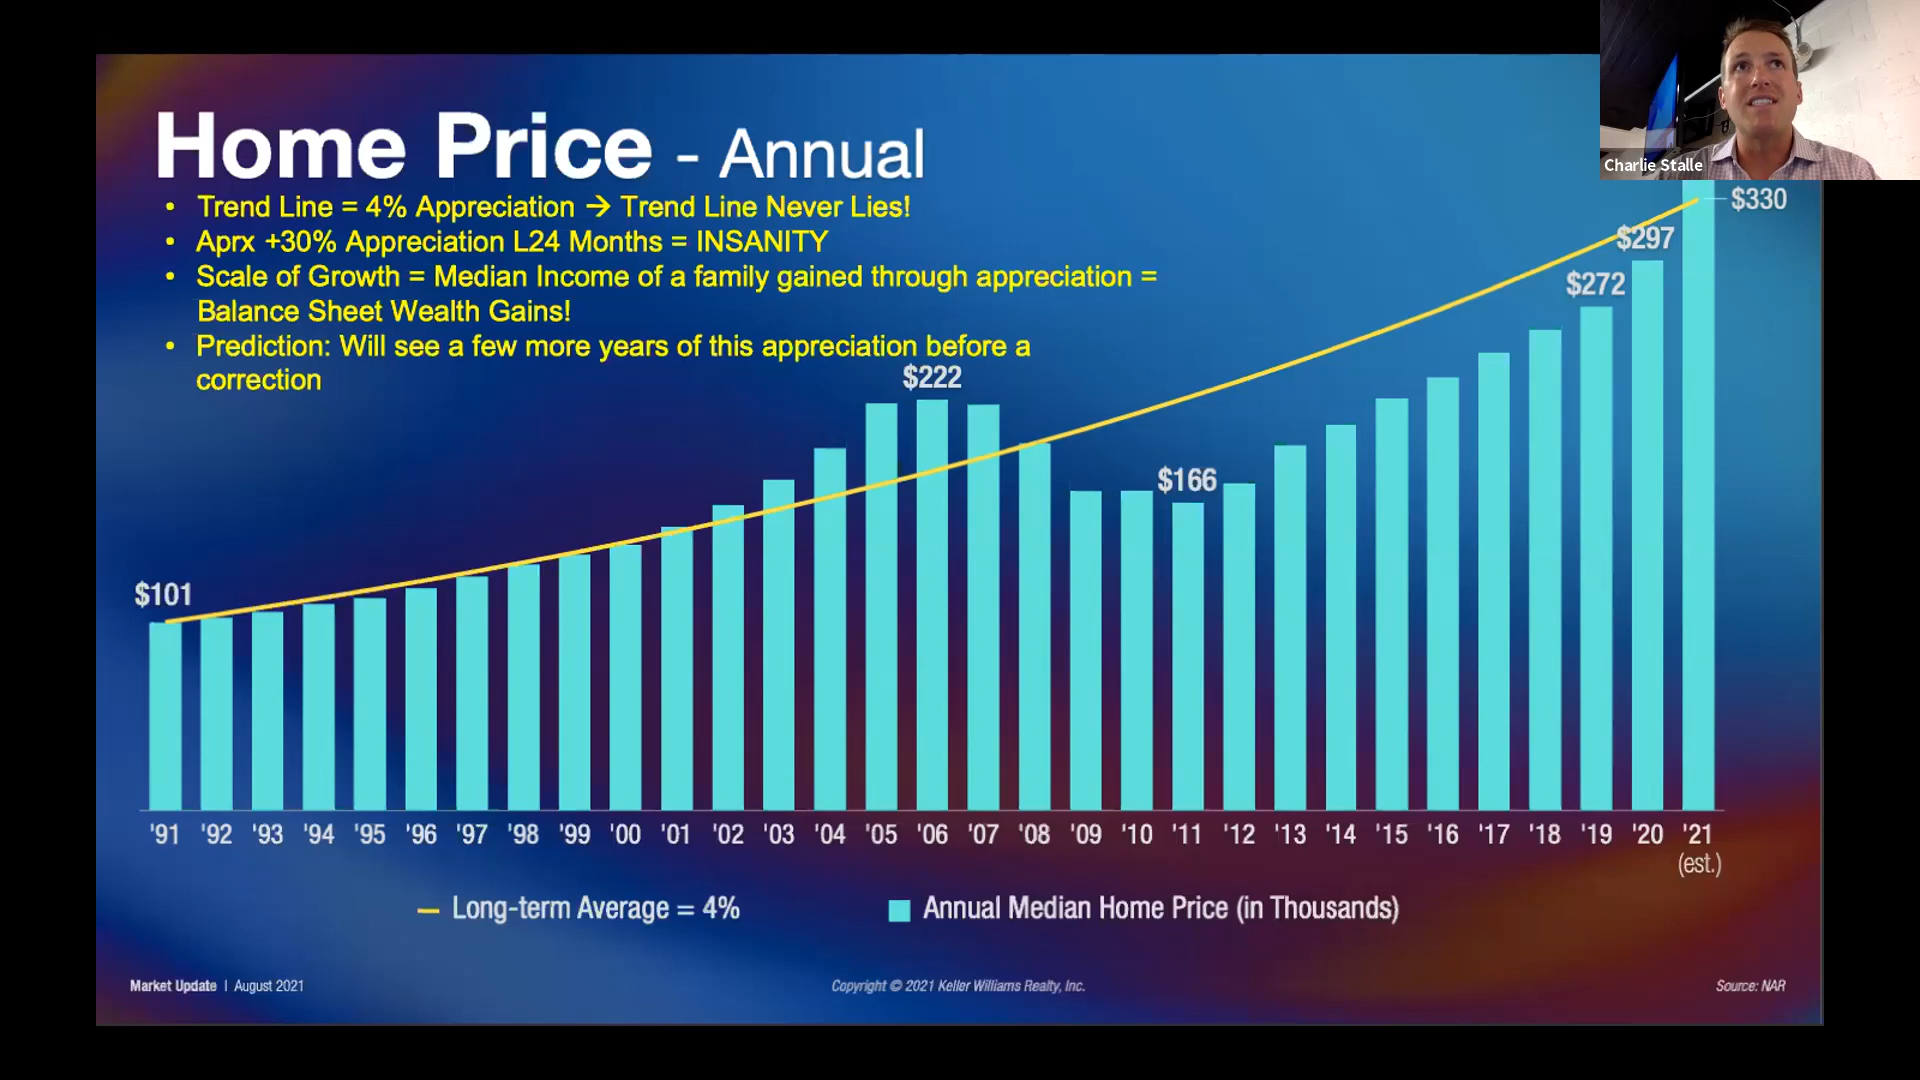 Charlie Stalle
Home Price - Annual
• Trend Line = 4% Appreciation → Trend Line Never Lies!
• Aprx +30% Appreciation L24 Months = INSANITY
• Scale of Growth = Median Income of a family gained through appreciation =
Balance Sheet Wealth Gains!
• Prediction: Will see a few more years of this appreciation before a
correction
$330
$297
$272
$222
$166
$101
'91 '92 '93 '94 '95 '96 '97 '98 '99 '00 '01 '02 '03 '04 '05 '06 '07 '08 '09 '10 '11 '12 '13 '14 '15 '16 '17 '18 '19 '20 '21
(est.)
Long-term Average = 4% Annual Median Home Price (in Thousands)
Market Update | August 2021 Copyright © 2021 Keller Williams Realty, Inc. Source: NAR